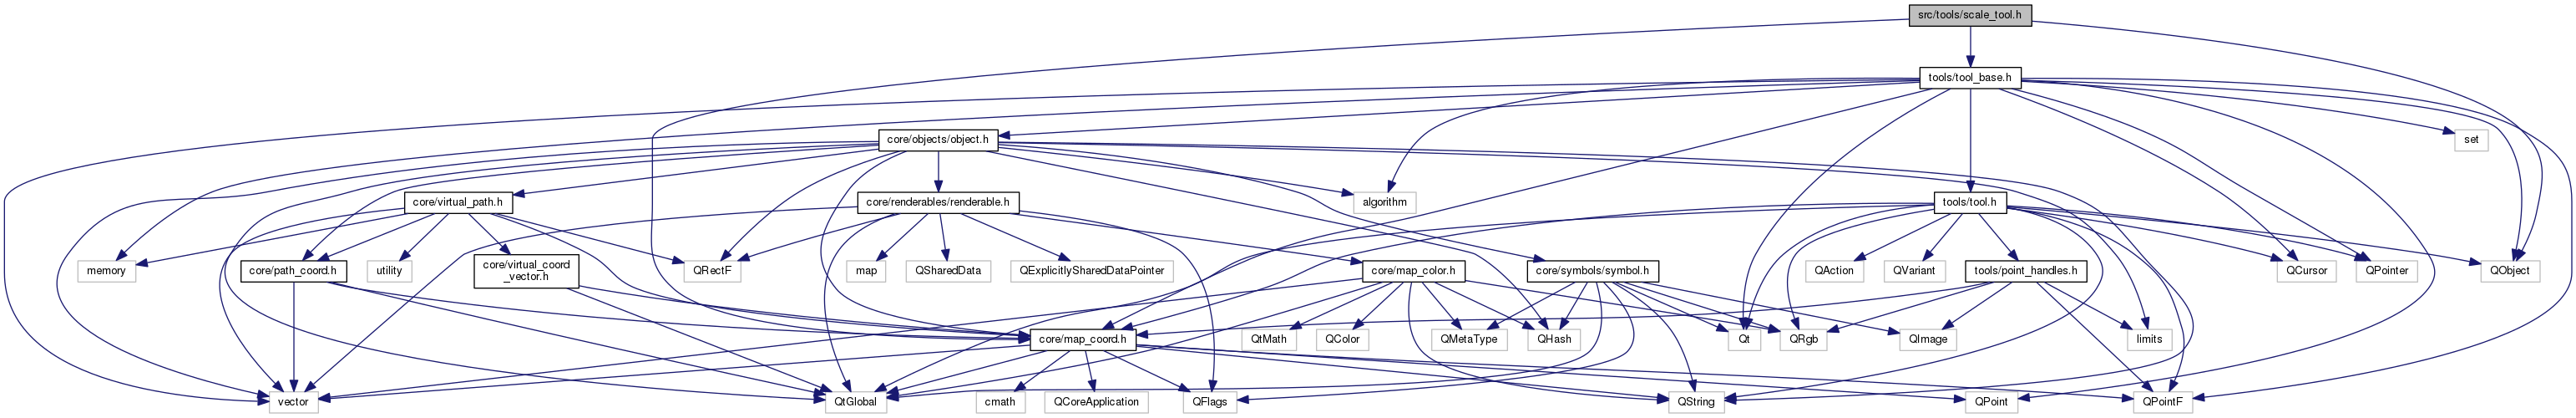 src/tools/scale_tool.h
tools/tool_base.h
core/objects/object.h
set
core/virtual_path.h
core/renderables/renderable.h
algorithm
tools/tool.h
memory
core/path_coord.h
utility
core/virtual_coord
_vector.h
QRectF
map
QSharedData
QExplicitlySharedDataPointer
core/map_color.h
core/symbols/symbol.h
QAction
QVariant
tools/point_handles.h
QCursor
QPointer
QObject
core/map_coord.h
QtMath
QColor
QMetaType
QHash
Qt
QRgb
QImage
limits
vector
QtGlobal
cmath
QCoreApplication
QFlags
QString
QPoint
QPointF